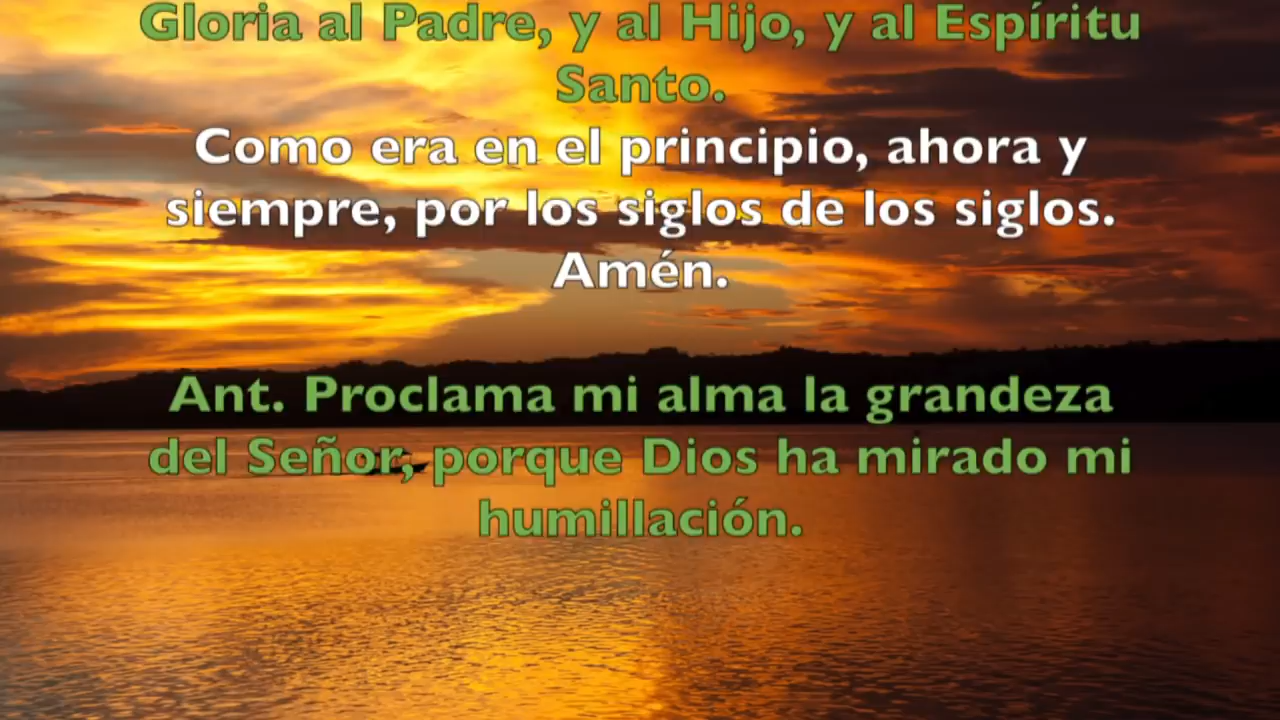 Gloria al Padre, y al Hijo, y al Espíritu
Santo.
Como era en el principio, ahora y
siempre, por los siglos de los siglos.
Amén.
Ant. Proclama mi alma la grandeza
del Señor, porque Dios ha mirado mi
humillación.